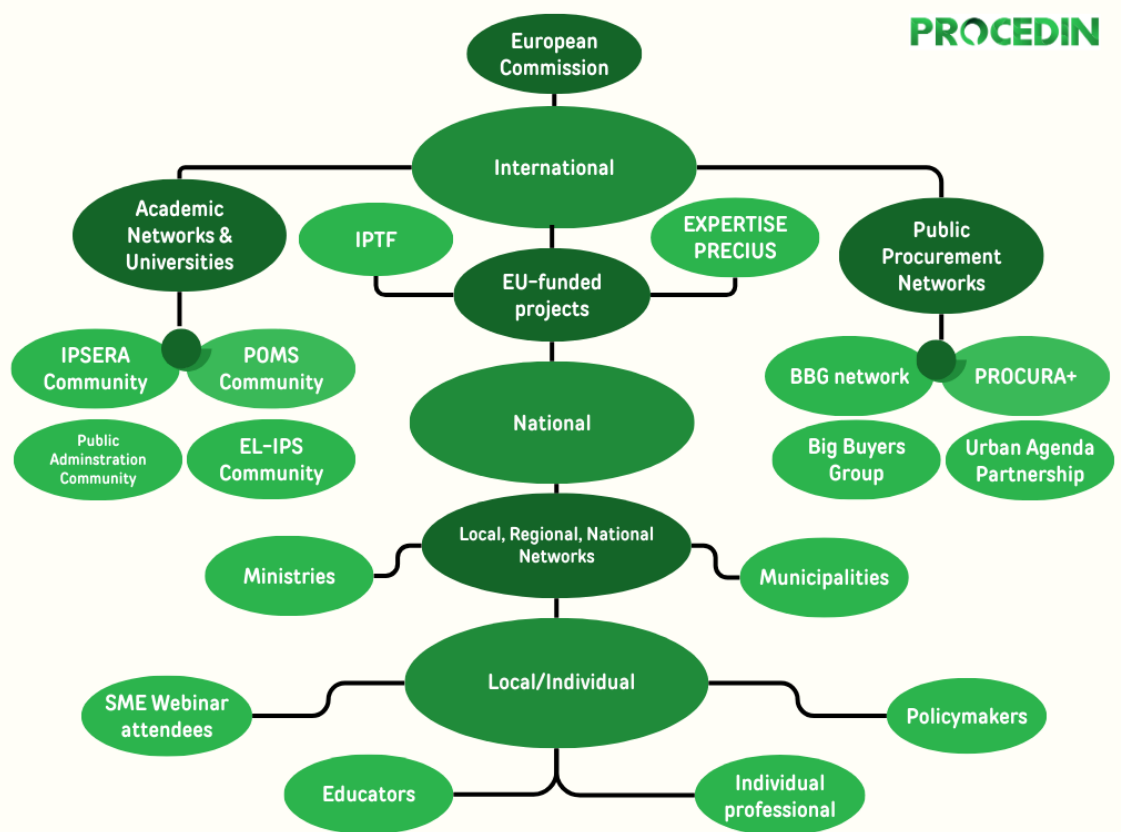 PROCEDIN
European
Commission
International
Academic
Networks &
Universities
IPTF
EXPERTISE
PRECIUS
Public
Procurement
Networks
EU-funded
projects
IPSERA
Community
POMS
Community
BBG network
PROCURA+
National
Public
Adminstration
Community
EL-IPS
Community
Big Buyers
Group
Urban Agenda
Partnership
Local, Regional, National
Networks
Ministries
Municipalities
Local/Individual
SME Webinar
attendees
Policymakers
Educators
Individual
professional